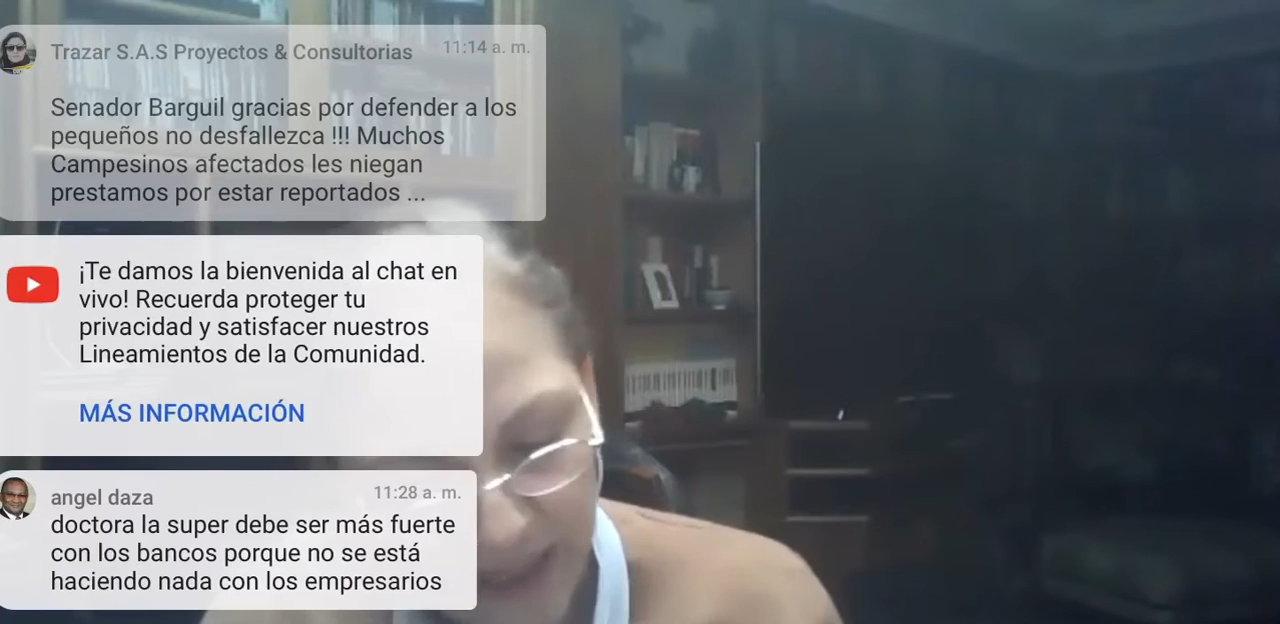 Trazar S.A.S Proyectos & Consultorias 11:14 a. m.
Senador Barguil gracias por defender a los
pequeños no desfallezca !!! Muchos
Campesinos afectados les niegan
prestamos por estar reportados ...
¡Te damos la bienvenida al chat en
vivo! Recuerda proteger tu
privacidad y satisfacer nuestros
Lineamientos de la Comunidad.
MÁS INFORMACIÓN
angel daza 11:28 a. m.
doctora la super debe ser más fuerte
con los bancos porque no se está
haciendo nada con los empresarios